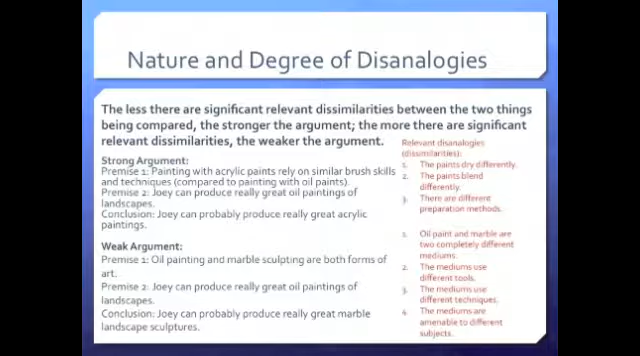 Nature and Degree of Disanalogies
The less there are significant relevant dissimilarities between the two things
being compared, the stronger the argument; the more there are significant
relevant dissimilarities, the weaker the argument.
Strong Argument:
Premise 1: Painting with acrylic paints rely on similar brush skills
and techniques (compared to painting with oil paints).
Premise 2: Joey can produce really great oil paintings of
landscapes.
Conclusion: Joey can probably produce really great acrylic
paintings.
Weak Argument:
Premise 1: Oil painting and marble sculpting are both forms of
art.
Premise 2: Joey can produce really great oil paintings of
landscapes.
Conclusion: Joey can probably produce really great marble
landscape sculptures.
Relevant disanalogies
(dissimilarities):
1. The paints dry differently.
2. The paints blend
differently.
3. There are different
preparation methods.
1. Oil paint and marble are
two completely different
mediums.
2. The mediums use
different tools.
3. The mediums use
different techniques.
4. The mediums are
amenable to different
subjects.